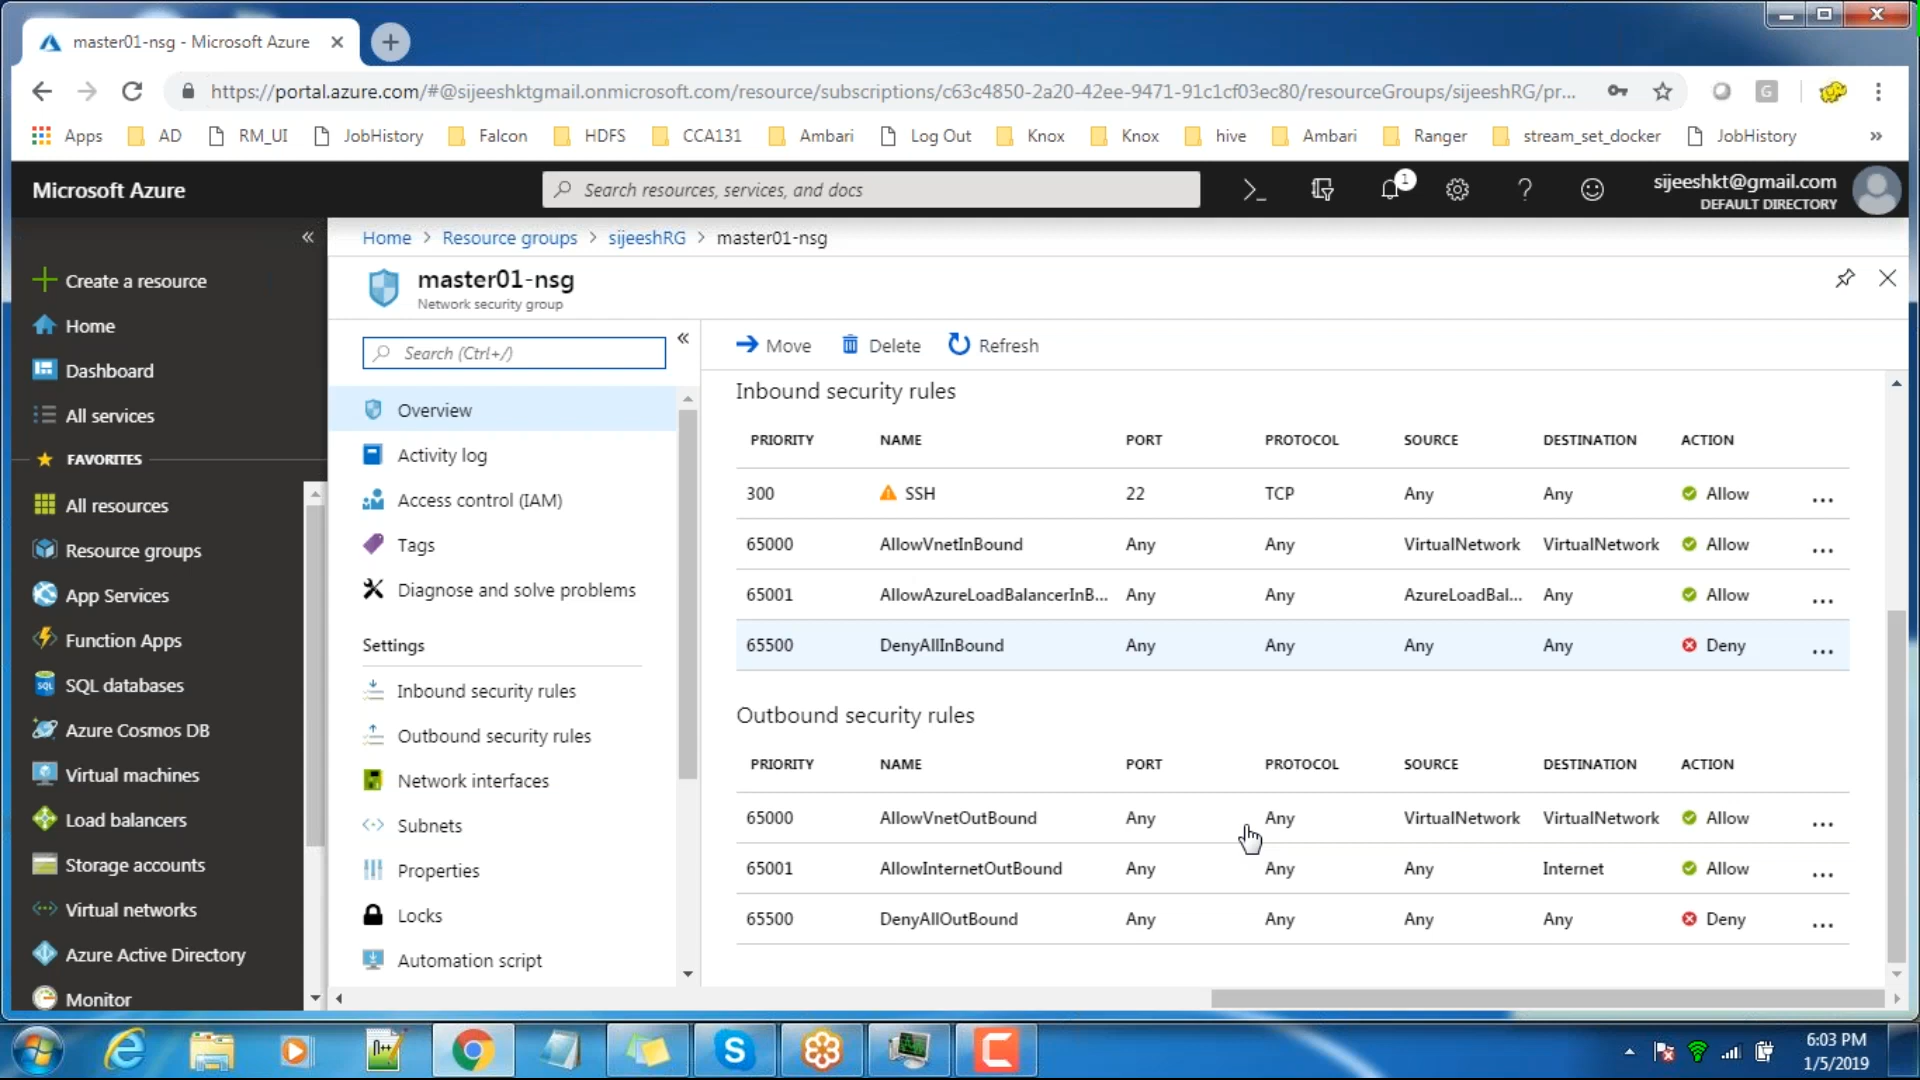 master01-nsg - Microsoft Azure
https://portal.azure.com/#@sijeeshktgmail.onmicrosoft.com/resource/subscriptions/c63c4850-2a20-42ee-9471-91c1cf03ec80/resourceGroups/sijeeshRG/pr...
Apps AD RM_UI JobHistory Falcon HDFS CCA131 Ambari Log Out Knox Knox hive Ambari Ranger stream_set_docker JobHistory »
Microsoft Azure
Search resources, services, and docs
1
sijeeshkt@gmail.com
DEFAULT DIRECTORY
Create a resource
Home
Dashboard
All services
FAVORITES
All resources
Resource groups
App Services
Function Apps
SQL databases
Azure Cosmos DB
Virtual machines
Load balancers
Storage accounts
Virtual networks
Azure Active Directory
Monitor
Home > Resource groups > sijeeshRG > master01-nsg
master01-nsg
Network security group
Search (Ctrl+/)
Overview
Activity log
Access control (IAM)
Tags
Diagnose and solve problems
Settings
Inbound security rules
Outbound security rules
Network interfaces
Subnets
Properties
Locks
Automation script
Move Delete Refresh
Inbound security rules
PRIORITY NAME PORT PROTOCOL SOURCE DESTINATION ACTION
300 SSH 22 TCP Any Any Allow ...
65000 AllowVnetInBound Any Any VirtualNetwork VirtualNetwork Allow ...
65001 AllowAzureLoadBalancerInB... Any Any AzureLoadBal... Any Allow ...
65500 DenyAllInBound Any Any Any Any Deny ...
Outbound security rules
PRIORITY NAME PORT PROTOCOL SOURCE DESTINATION ACTION
65000 AllowVnetOutBound Any Any VirtualNetwork VirtualNetwork Allow ...
65001 AllowInternetOutBound Any Any Any Internet Allow ...
65500 DenyAllOutBound Any Any Any Any Deny ...
6:03 PM
1/5/2019